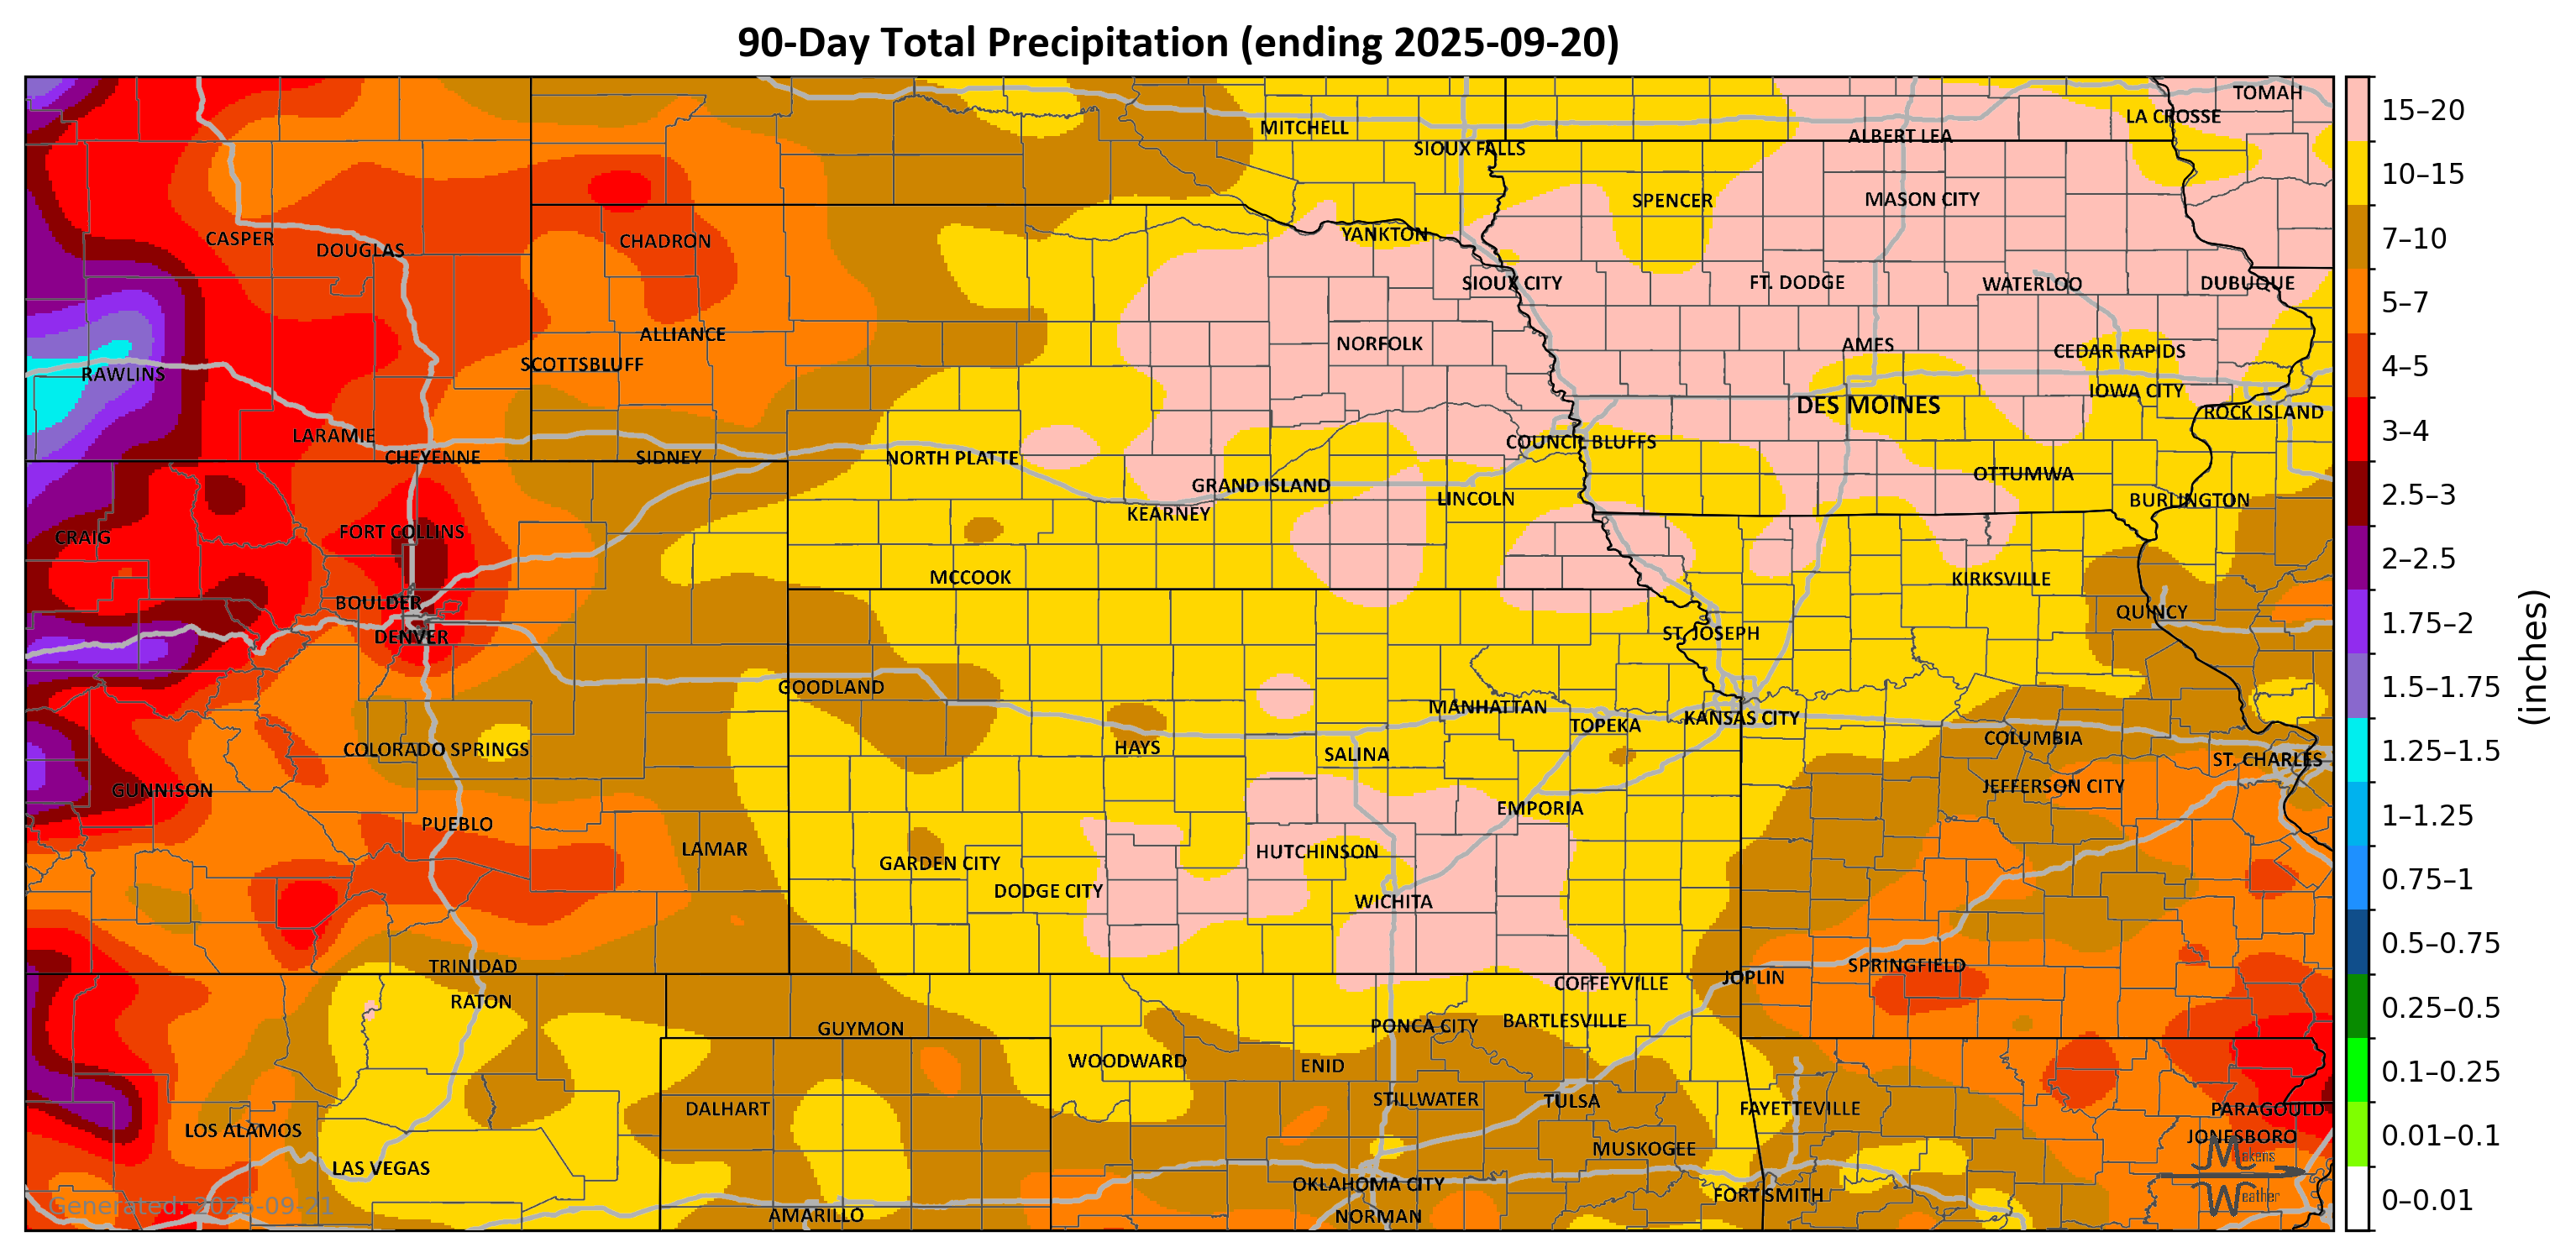 90-Day Total Precipitation (ending 2025-09-20)
TOMAH
LA CROSSE
MITCHELL
ALBERT LEA
SIOUX FALLS
SPENCER
MASON CITY
CASPER
DOUGLAS
CHADRON
YANKTON
SIOUX CITY
FT. DODGE
WATERLOO
DUBUQUE
ALLIANCE
NORFOLK
AMES
CEDAR RAPIDS
SCOTTSBLUFF
RAWLINS
IOWA CITY
DES MOINES
ROCK ISLAND
LARAMIE
COUNCIL BLUFFS
CHEYENNE
SIDNEY
NORTH PLATTE
OTTUMWA
GRAND ISLAND
LINCOLN
BURLINGTON
KEARNEY
FORT COLLINS
CRAIG
MCCOOK
KIRKSVILLE
BOULDER
QUINCY
DENVER
ST. JOSEPH
GOODLAND
MANHATTAN
TOPEKA
KANSAS CITY
COLUMBIA
COLORADO SPRINGS
HAYS
SALINA
ST. CHARLES
GUNNISON
JEFFERSON CITY
EMPORIA
PUEBLO
LAMAR
HUTCHINSON
GARDEN CITY
DODGE CITY
WICHITA
TRINIDAD
SPRINGFIELD
JOPLIN
COFFEYVILLE
RATON
GUYMON
PONCA CITY
BARTLESVILLE
WOODWARD
ENID
STILLWATER
TULSA
DALHART
FAYETTEVILLE
PARAGOULD
LOS ALAMOS
JONESBORO
MUSKOGEE
LAS VEGAS
OKLAHOMA CITY
FORT SMITH
AMARILLO
NORMAN
Generated: 2025-09-21
Makens
Weather
15–20
10–15
7–10
5–7
4–5
3–4
2.5–3
2–2.5
1.75–2
1.5–1.75
1.25–1.5
1–1.25
0.75–1
0.5–0.75
0.25–0.5
0.1–0.25
0.01–0.1
0–0.01
(inches)